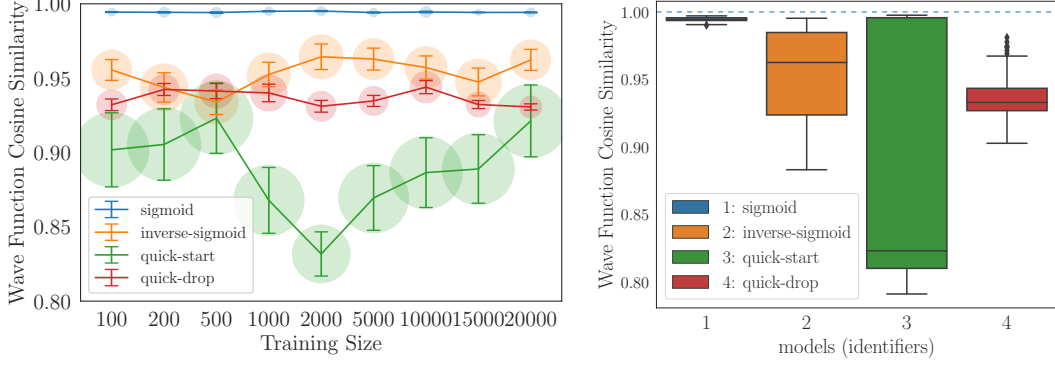 Wave Function Cosine Similarity
1.00
0.95
0.90
0.85
0.80
sigmoid
inverse-sigmoid
quick-start
quick-drop
100 200 500 1000 2000 5000 10000 15000 20000
Training Size
Wave Function Cosine Similarity
1.00
0.95
0.90
0.85
0.80
1: sigmoid
2: inverse-sigmoid
3: quick-start
4: quick-drop
1 2 3 4
models (identifiers)